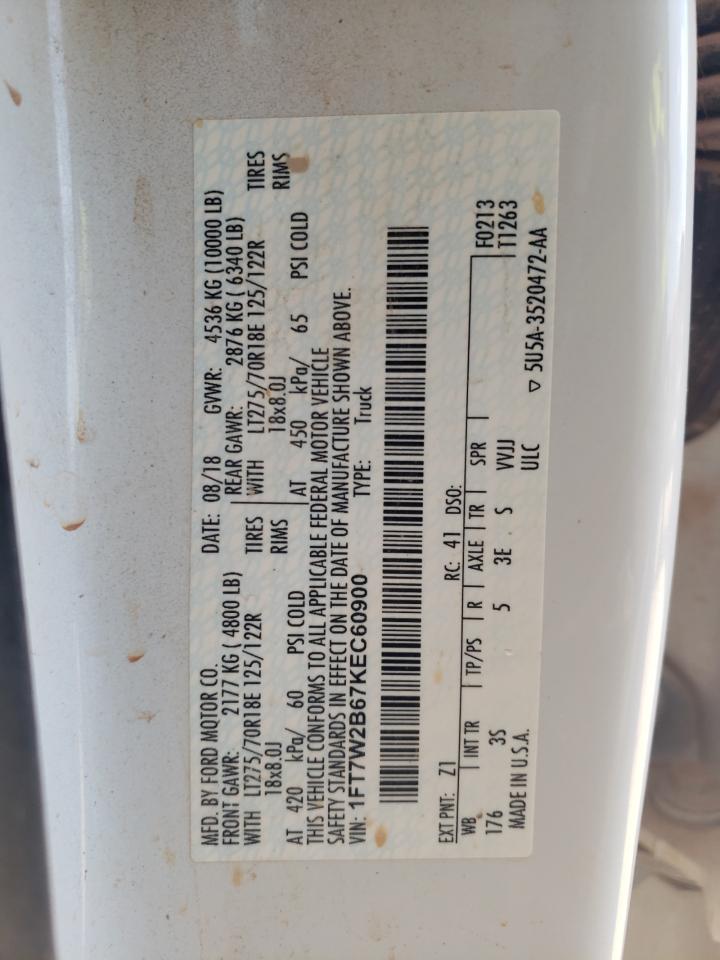 MFD. BY FORD MOTOR CO.
DATE: 08/18 GVWR: 4536 KG (10000 LB)
FRONT GAWR: 2177 KG ( 4800 LB) REAR GAWR: 2876 KG ( 6340 LB)
WITH LT275/70R18E 125/122R TIRES WITH LT275/70R18E 125/122R TIRES
18x8.0J RIMS 18x8.0J RIMS
AT 420 kPa/ 60 PSI COLD AT 450 kPa/ 65 PSI COLD
THIS VEHICLE CONFORMS TO ALL APPLICABLE FEDERAL MOTOR VEHICLE
SAFETY STANDARDS IN EFFECT ON THE DATE OF MANUFACTURE SHOWN ABOVE.
VIN: 1FT7W2B67KEC60900 TYPE: Truck
EXT PNT: Z1 RC: 41 DSO:
WB INT TR TP/PS R AXLE TR SPR F0213
176 3S 5 3E S VVJJ T1263
MADE IN U.S.A. ULC
▽ 5U5A-3520472-AA